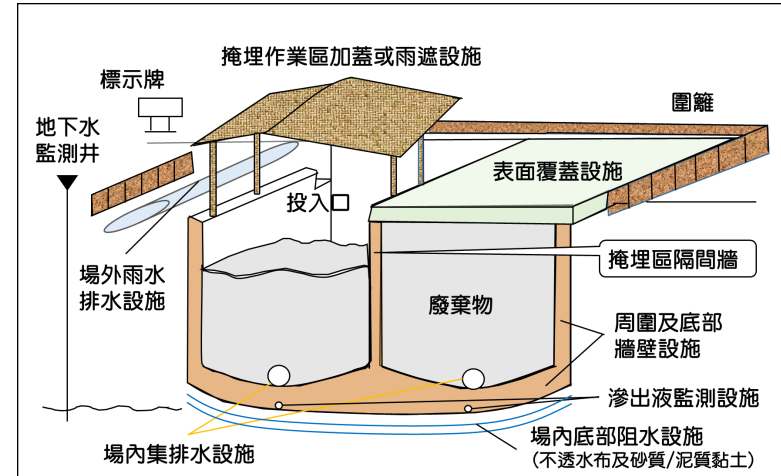 掩埋作業區加蓋或雨遮設施
標示牌
圍籬
地下水
監測井
表面覆蓋設施
投入口
掩埋區隔間牆
場外雨水
排水設施
廢棄物
周圍及底部
牆壁設施
滲出液監測設施
場內集排水設施
場內底部阻水設施
(不透水布及砂質/泥質黏土)